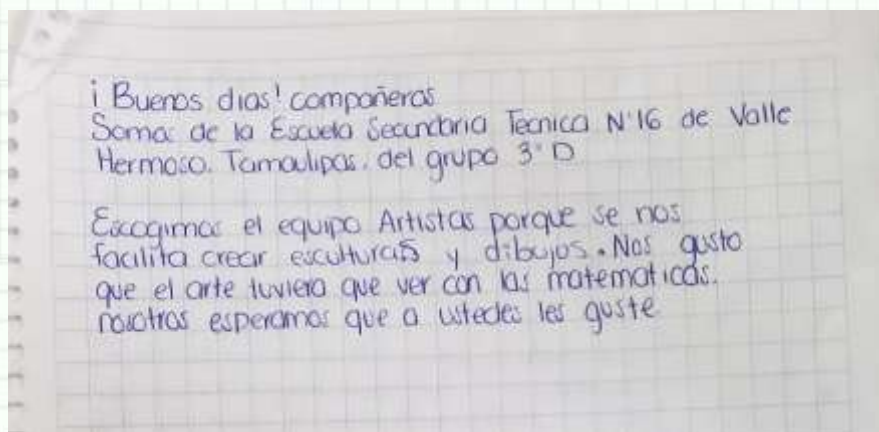 ¡Buenos dias! compañeros
Somos de la Escuela Secundaria Tecnica N°16 de Valle
Hermoso. Tamaulipas. del grupo 3° D
Escogimos el equipo Artistas porque se nos
facilita crear esculturas y dibujos. Nos gusto
que el arte tuviera que ver con las matematicas.
nosotros esperamos que a ustedes les guste